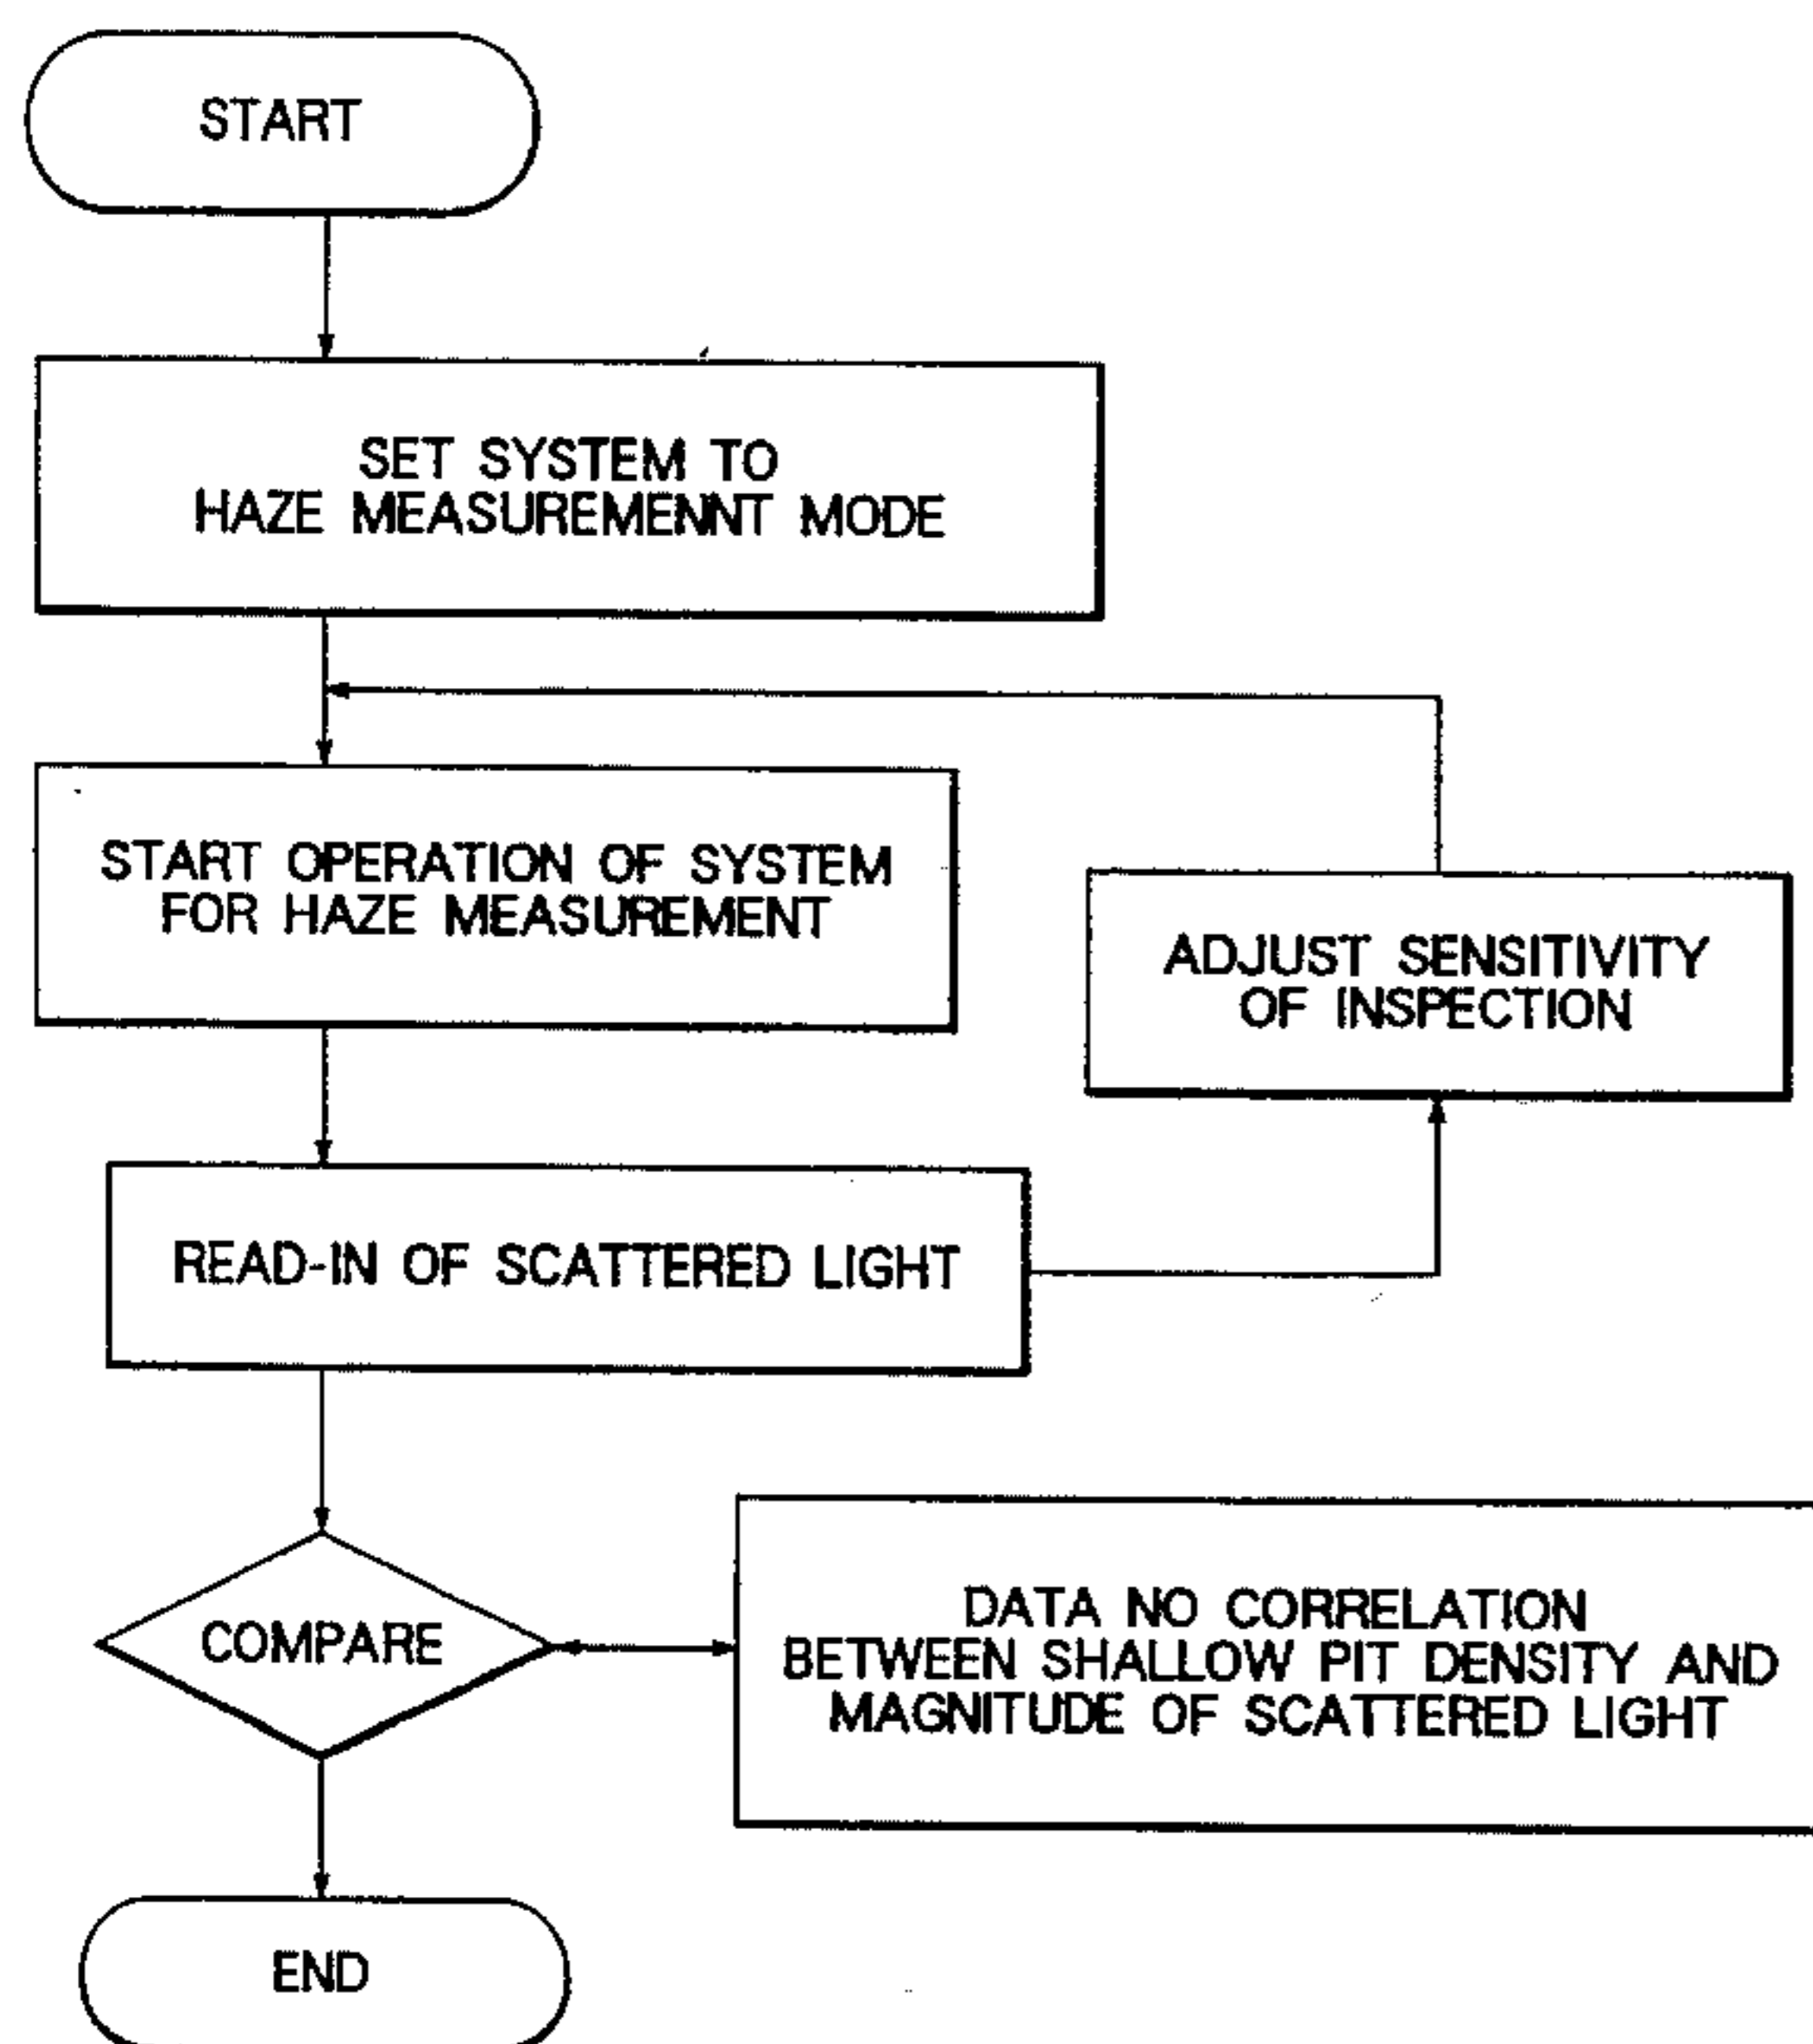 START
SET SYSTEM TO
HAZE MEASUREMENNT MODE
START OPERATION OF SYSTEM
FOR HAZE MEASUREMENT
ADJUST SENSITIVITY
OF INSPECTION
READ-IN OF SCATTERED LIGHT
COMPARE
DATA NO CORRELATION
BETWEEN SHALLOW PIT DENSITY AND
MAGNITUDE OF SCATTERED LIGHT
END